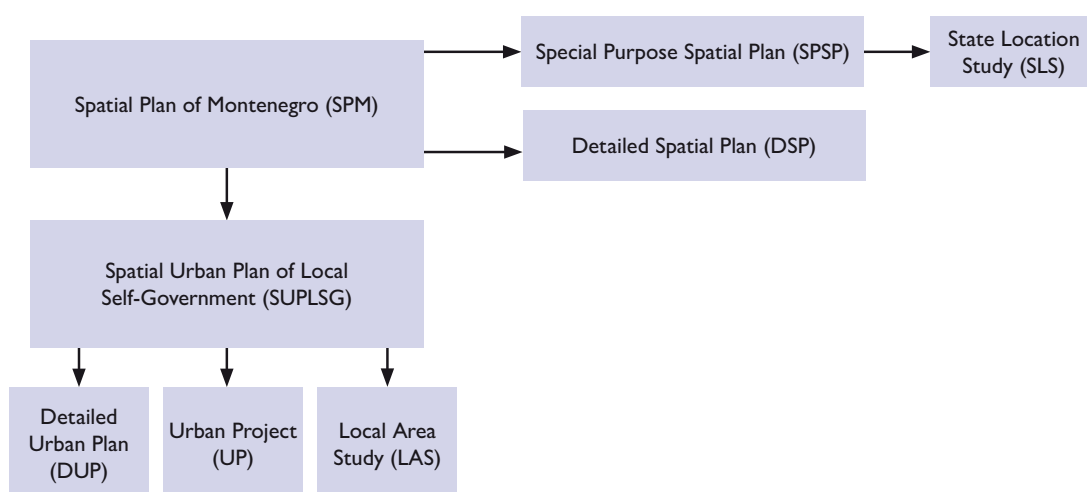 Spatial Plan of Montenegro (SPM)
Special Purpose Spatial Plan (SPSP)
State Location
Study (SLS)
Detailed Spatial Plan (DSP)
Spatial Urban Plan of Local
Self-Government (SUPLSG)
Detailed
Urban Plan
(DUP)
Urban Project
(UP)
Local Area
Study (LAS)